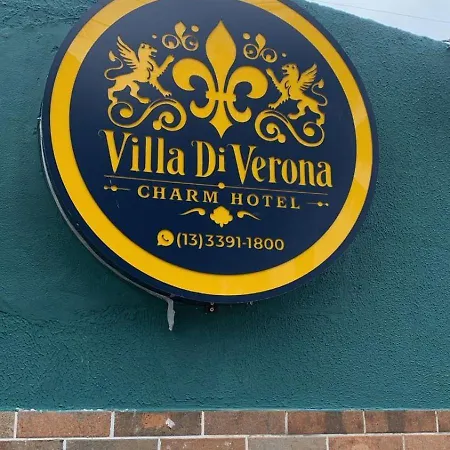 Villa Di Verona
CHARM HOTEL
(13) 3391-1800